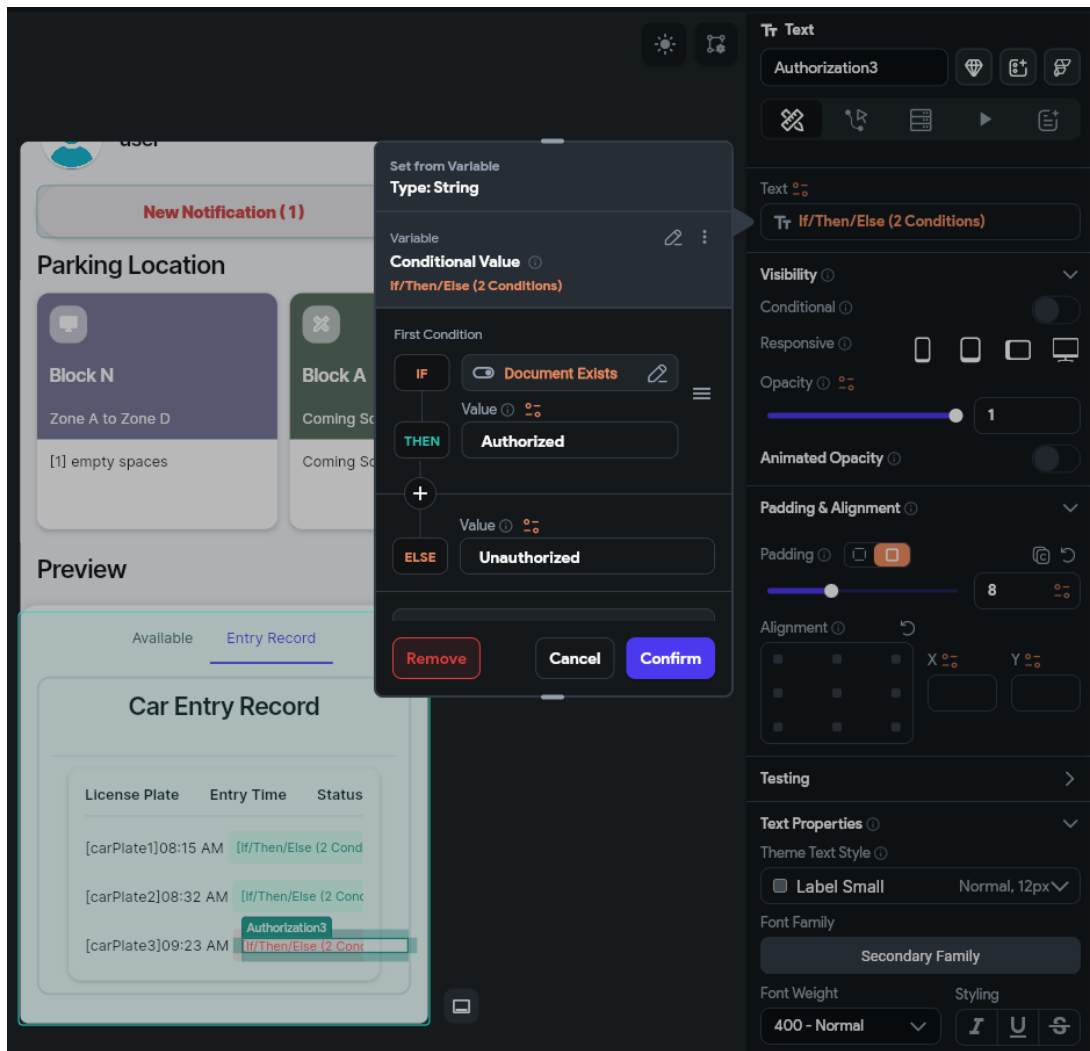 Text
Authorization3
user
New Notification (1)
Parking Location
Block N
Zone A to Zone D
[1] empty spaces
Block A
Coming Sc
Coming Sc
Preview
Available
Entry Record
Car Entry Record
License Plate Entry Time Status
[carPlate1]08:15 AM [If/Then/Else (2 Cond
[carPlate2]08:32 AM [If/Then/Else (2 Conc
Authorization3
[carPlate3]09:23 AM [If/Then/Else (2 Conc
Set from Variable
Type: String
Variable
Conditional Value
If/Then/Else (2 Conditions)
First Condition
IF
Document Exists
Value
THEN
Authorized
Value
ELSE
Unauthorized
Remove
Cancel
Confirm
Text
If/Then/Else (2 Conditions)
Visibility
Conditional
Responsive
Opacity
1
Animated Opacity
Padding & Alignment
Padding
8
Alignment
X
Y
Testing
Text Properties
Theme Text Style
Label Small
Normal, 12px
Font Family
Secondary Family
Font Weight
Styling
400 - Normal